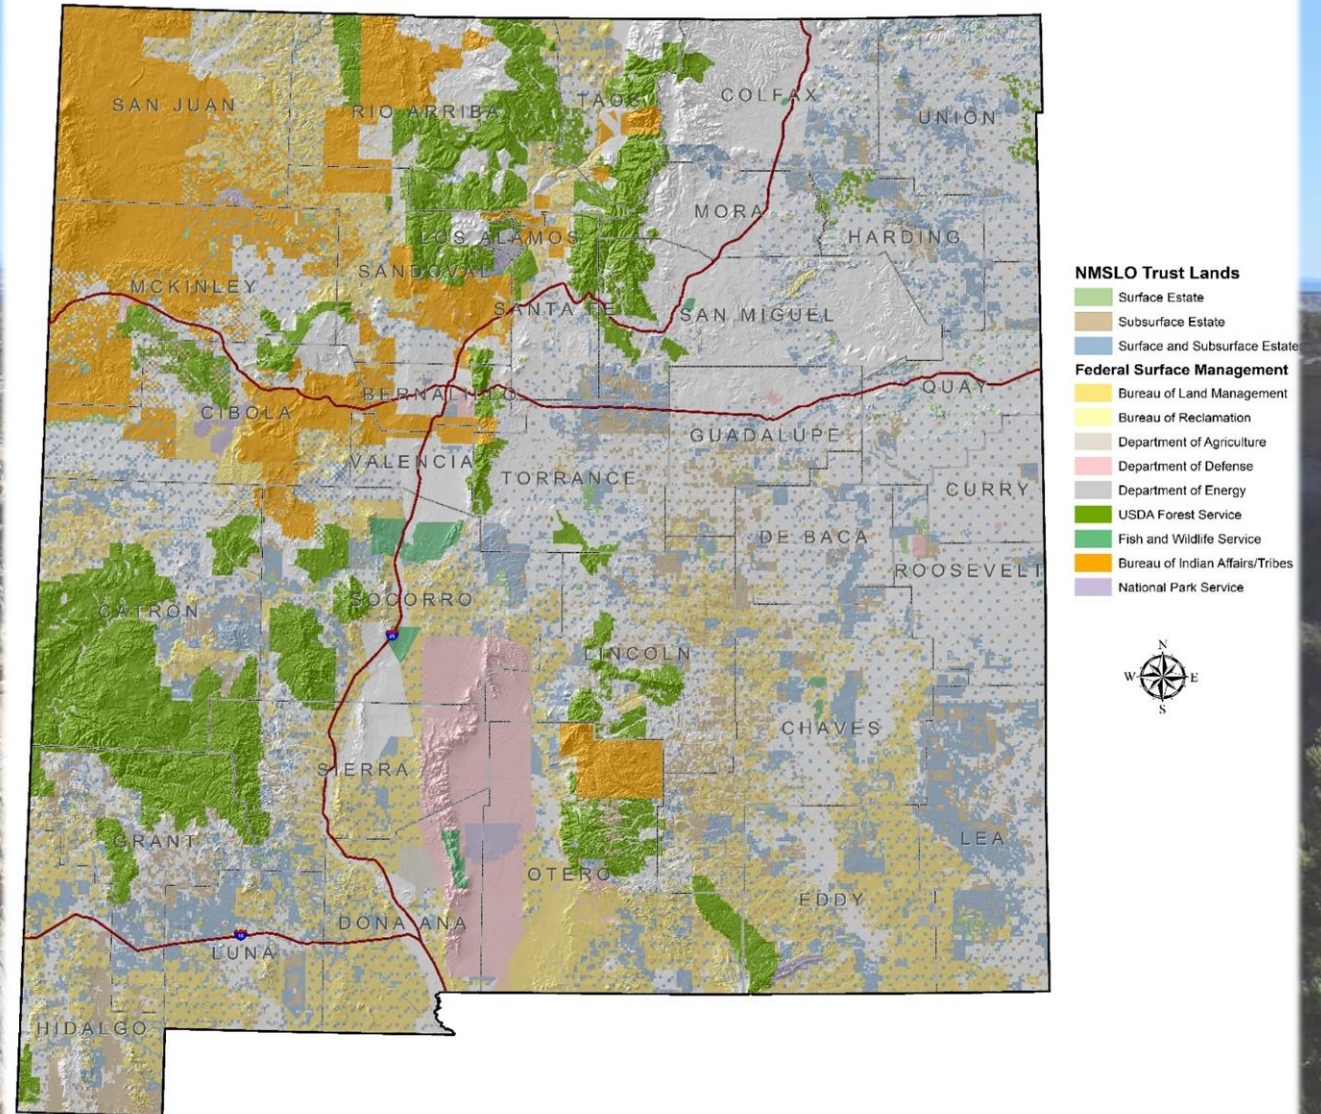 SAN JUAN
RIO ARRIBA
TAOS
COLFAX
UNION
MORA
HARDING
LOS ALAMOS
SANDOVAL
MCKINLEY
SANTA FE
SAN MIGUEL
QUAY
BERNALILLO
CIBOLA
GUADALUPE
VALENCIA
TORRANCE
CURRY
DE BACA
ROOSEVELT
CATRON
SOCORRO
25
LINCOLN
CHAVES
SIERRA
GRANT
LEA
OTERO
EDDY
DONA ANA
10
LUNA
HIDALGO
NMSLO Trust Lands
Surface Estate
Subsurface Estate
Surface and Subsurface Estate
Federal Surface Management
Bureau of Land Management
Bureau of Reclamation
Department of Agriculture
Department of Defense
Department of Energy
USDA Forest Service
Fish and Wildlife Service
Bureau of Indian Affairs/Tribes
National Park Service
N
W E
S